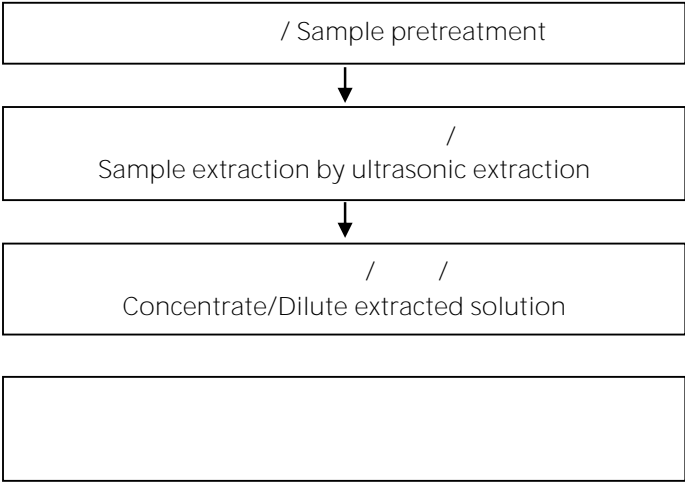 / Sample pretreatment
/
Sample extraction by ultrasonic extraction
/ /
Concentrate/Dilute extracted solution